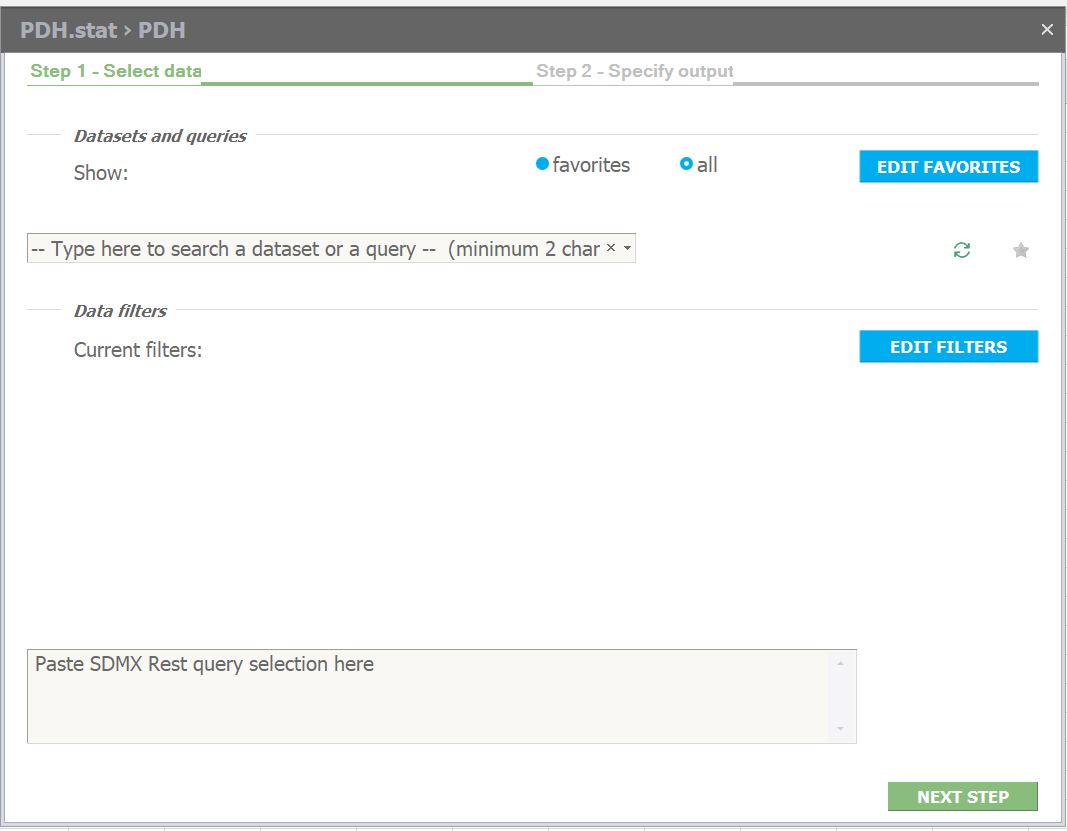 PDH.stat › PDH
Step 1 - Select data
Step 2 - Specify output
Datasets and queries
Show:
favorites
all
EDIT FAVORITES
-- Type here to search a dataset or a query -- (minimum 2 char
Data filters
Current filters:
EDIT FILTERS
Paste SDMX Rest query selection here
NEXT STEP